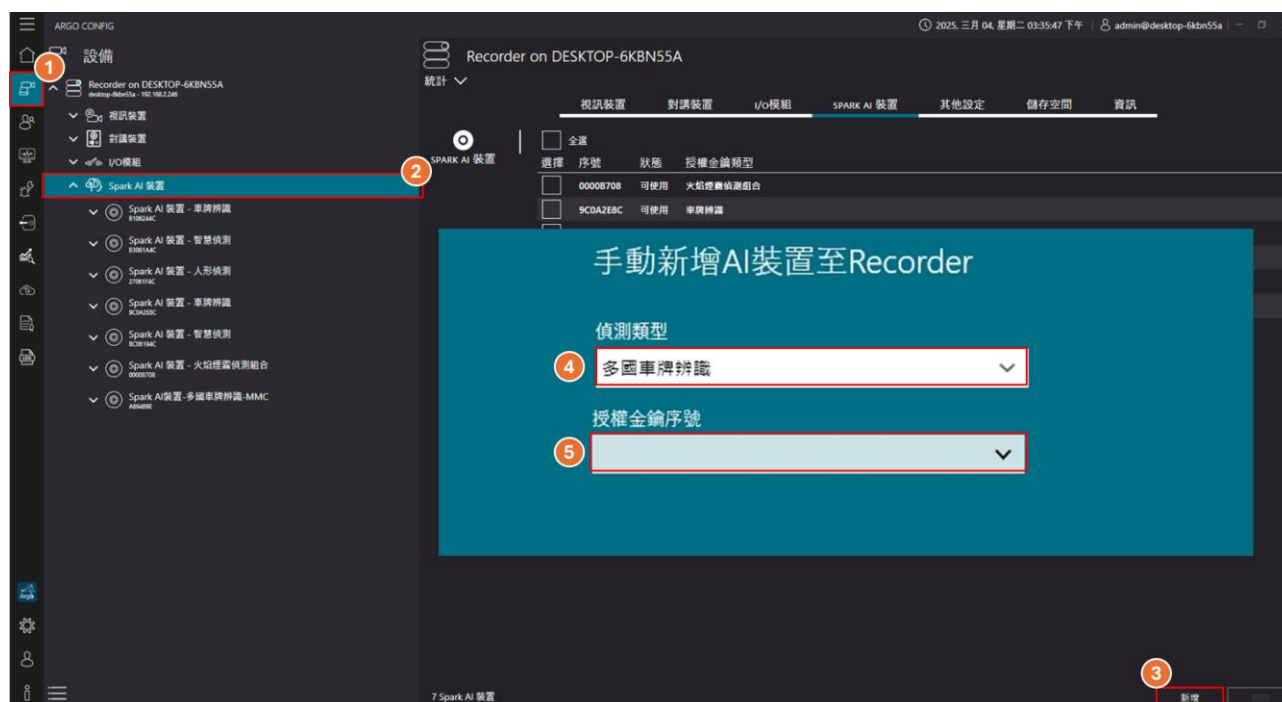 ARGO CONFIG
2025, 三月 04, 星期二 03:35:47 下午
admin@desktop-6kbn55a
1
設備
Recorder on DESKTOP-6KBN55A
desktop-6kbn55a - 192.168.2.246
視訊裝置
對講裝置
I/O模組
2
Spark AI 裝置
Spark AI 裝置 - 車牌辨識
Spark AI 裝置 - 智慧偵測
Spark AI 裝置 - 人形偵測
Spark AI 裝置 - 車牌辨識
9C0A2E8C
Spark AI 裝置 - 智慧偵測
Spark AI 裝置 - 火焰煙霧偵測組合
0000B708
Spark AI裝置-多國車牌辨識-MMC
Recorder on DESKTOP-6KBN55A
統計
視訊裝置 對講裝置 I/O模組 SPARK AI 裝置 其他設定 儲存空間 資訊
SPARK AI 裝置
全選
選擇 序號 狀態 授權金鑰類型
0000B708 可使用 火焰煙霧偵測組合
9C0A2E8C 可使用 車牌辨識
手動新增AI裝置至Recorder
偵測類型
4 多國車牌辨識
授權金鑰序號
5
3
7 Spark AI 裝置
新增
Argo